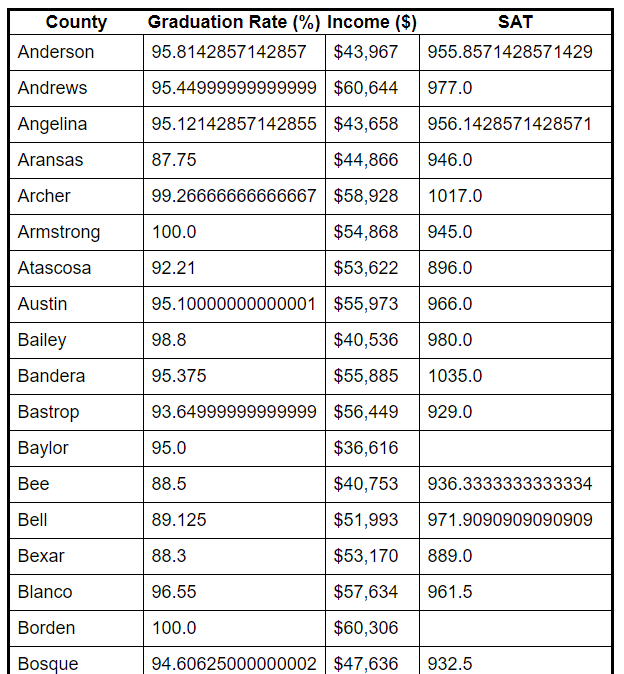 County Graduation Rate (%) Income ($) SAT
Anderson 95.8142857142857 $43,967 955.8571428571429
Andrews 95.44999999999999 $60,644 977.0
Angelina 95.12142857142855 $43,658 956.1428571428571
Aransas 87.75 $44,866 946.0
Archer 99.26666666666667 $58,928 1017.0
Armstrong 100.0 $54,868 945.0
Atascosa 92.21 $53,622 896.0
Austin 95.10000000000001 $55,973 966.0
Bailey 98.8 $40,536 980.0
Bandera 95.375 $55,885 1035.0
Bastrop 93.64999999999999 $56,449 929.0
Baylor 95.0 $36,616
Bee 88.5 $40,753 936.3333333333334
Bell 89.125 $51,993 971.9090909090909
Bexar 88.3 $53,170 889.0
Blanco 96.55 $57,634 961.5
Borden 100.0 $60,306
Bosque 94.60625000000002 $47,636 932.5